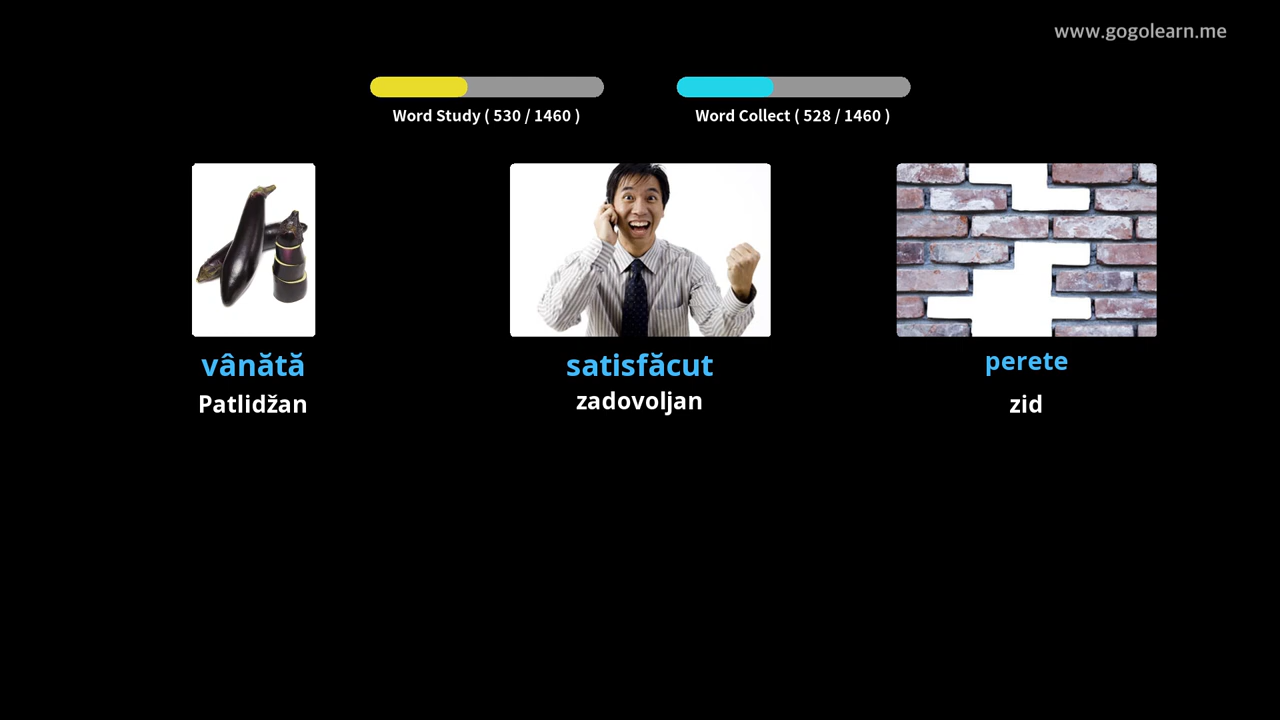 www.gogolearn.me
Word Study ( 530 / 1460 )
Word Collect ( 528 / 1460 )
vânătă
satisfăcut
perete
Patlidžan
zadovoljan
zid